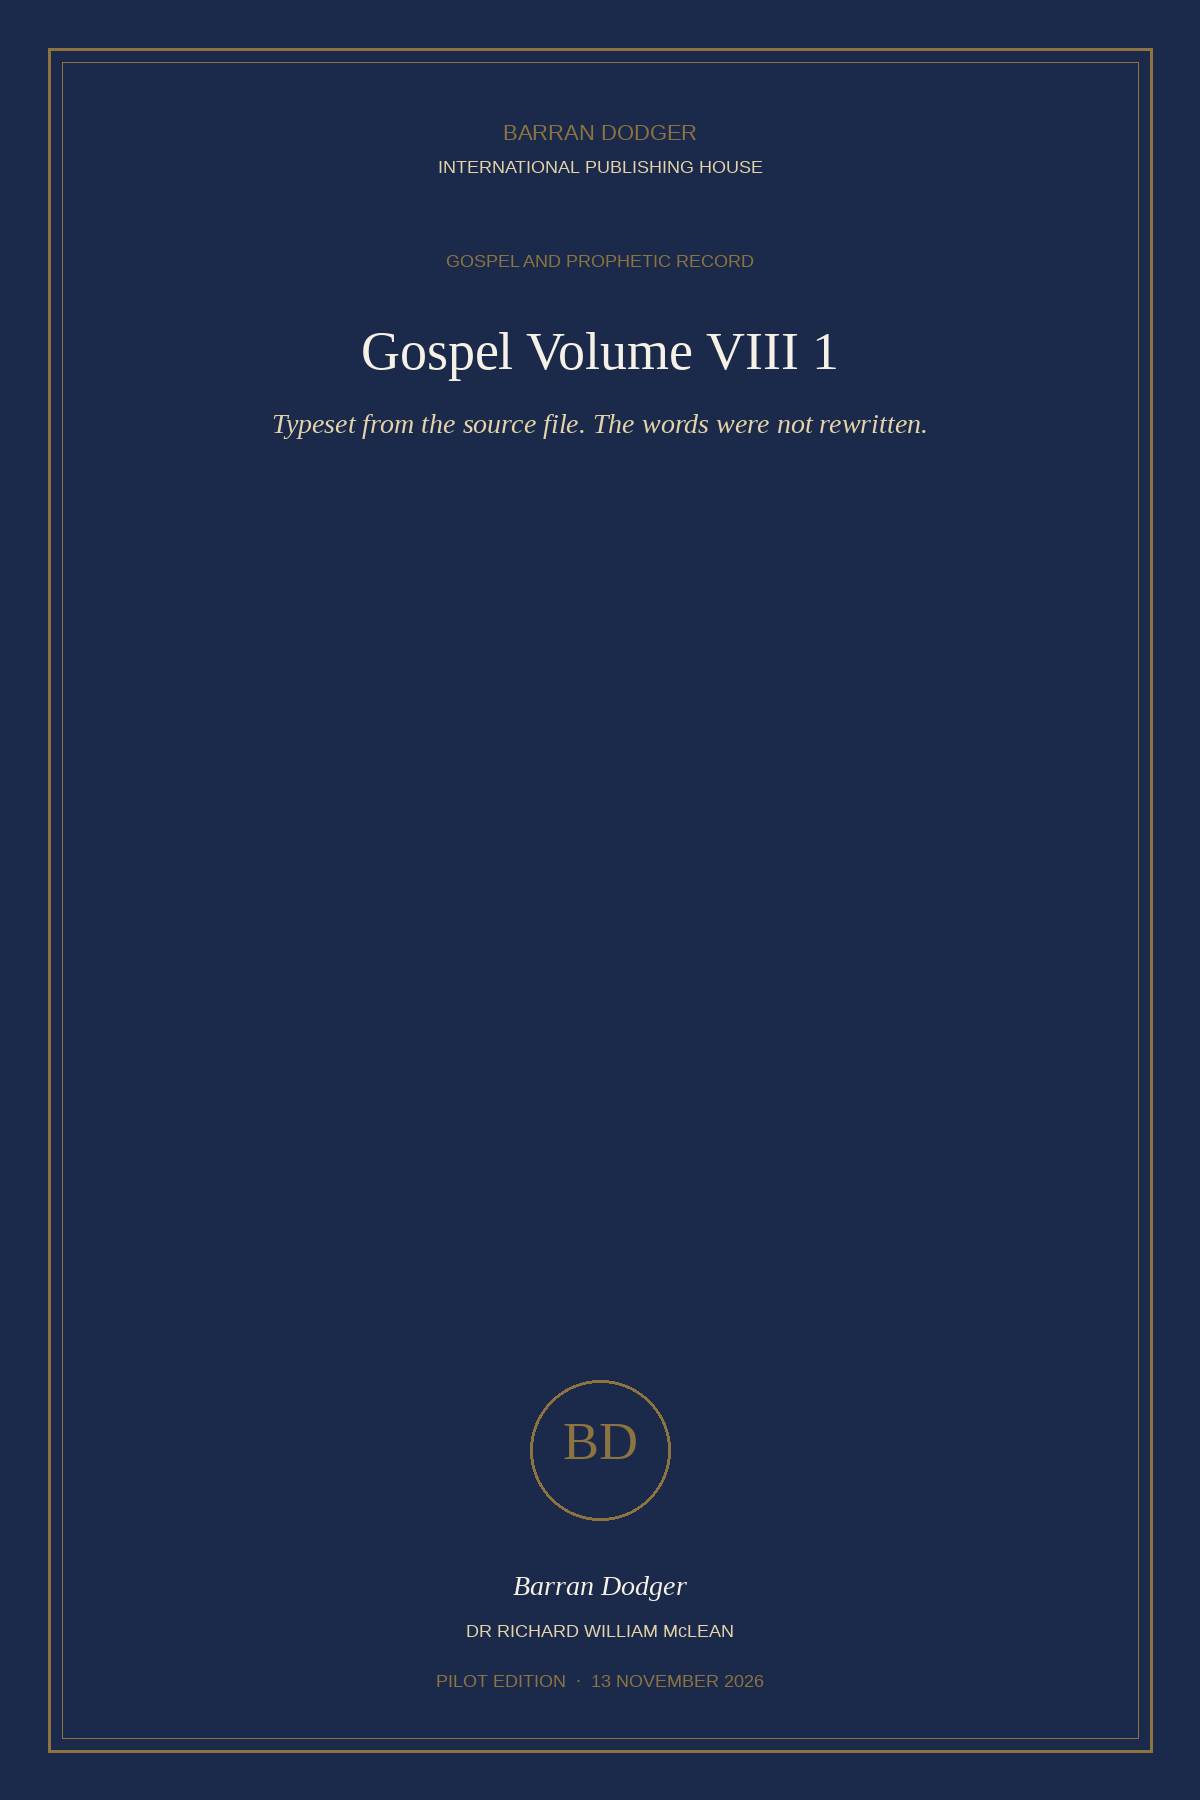 BARRAN DODGER
INTERNATIONAL PUBLISHING HOUSE
GOSPEL AND PROPHETIC RECORD
Gospel Volume VIII 1
Typeset from the source file. The words were not rewritten.
BD
Barran Dodger
DR RICHARD WILLIAM McLEAN
PILOT EDITION · 13 NOVEMBER 2026